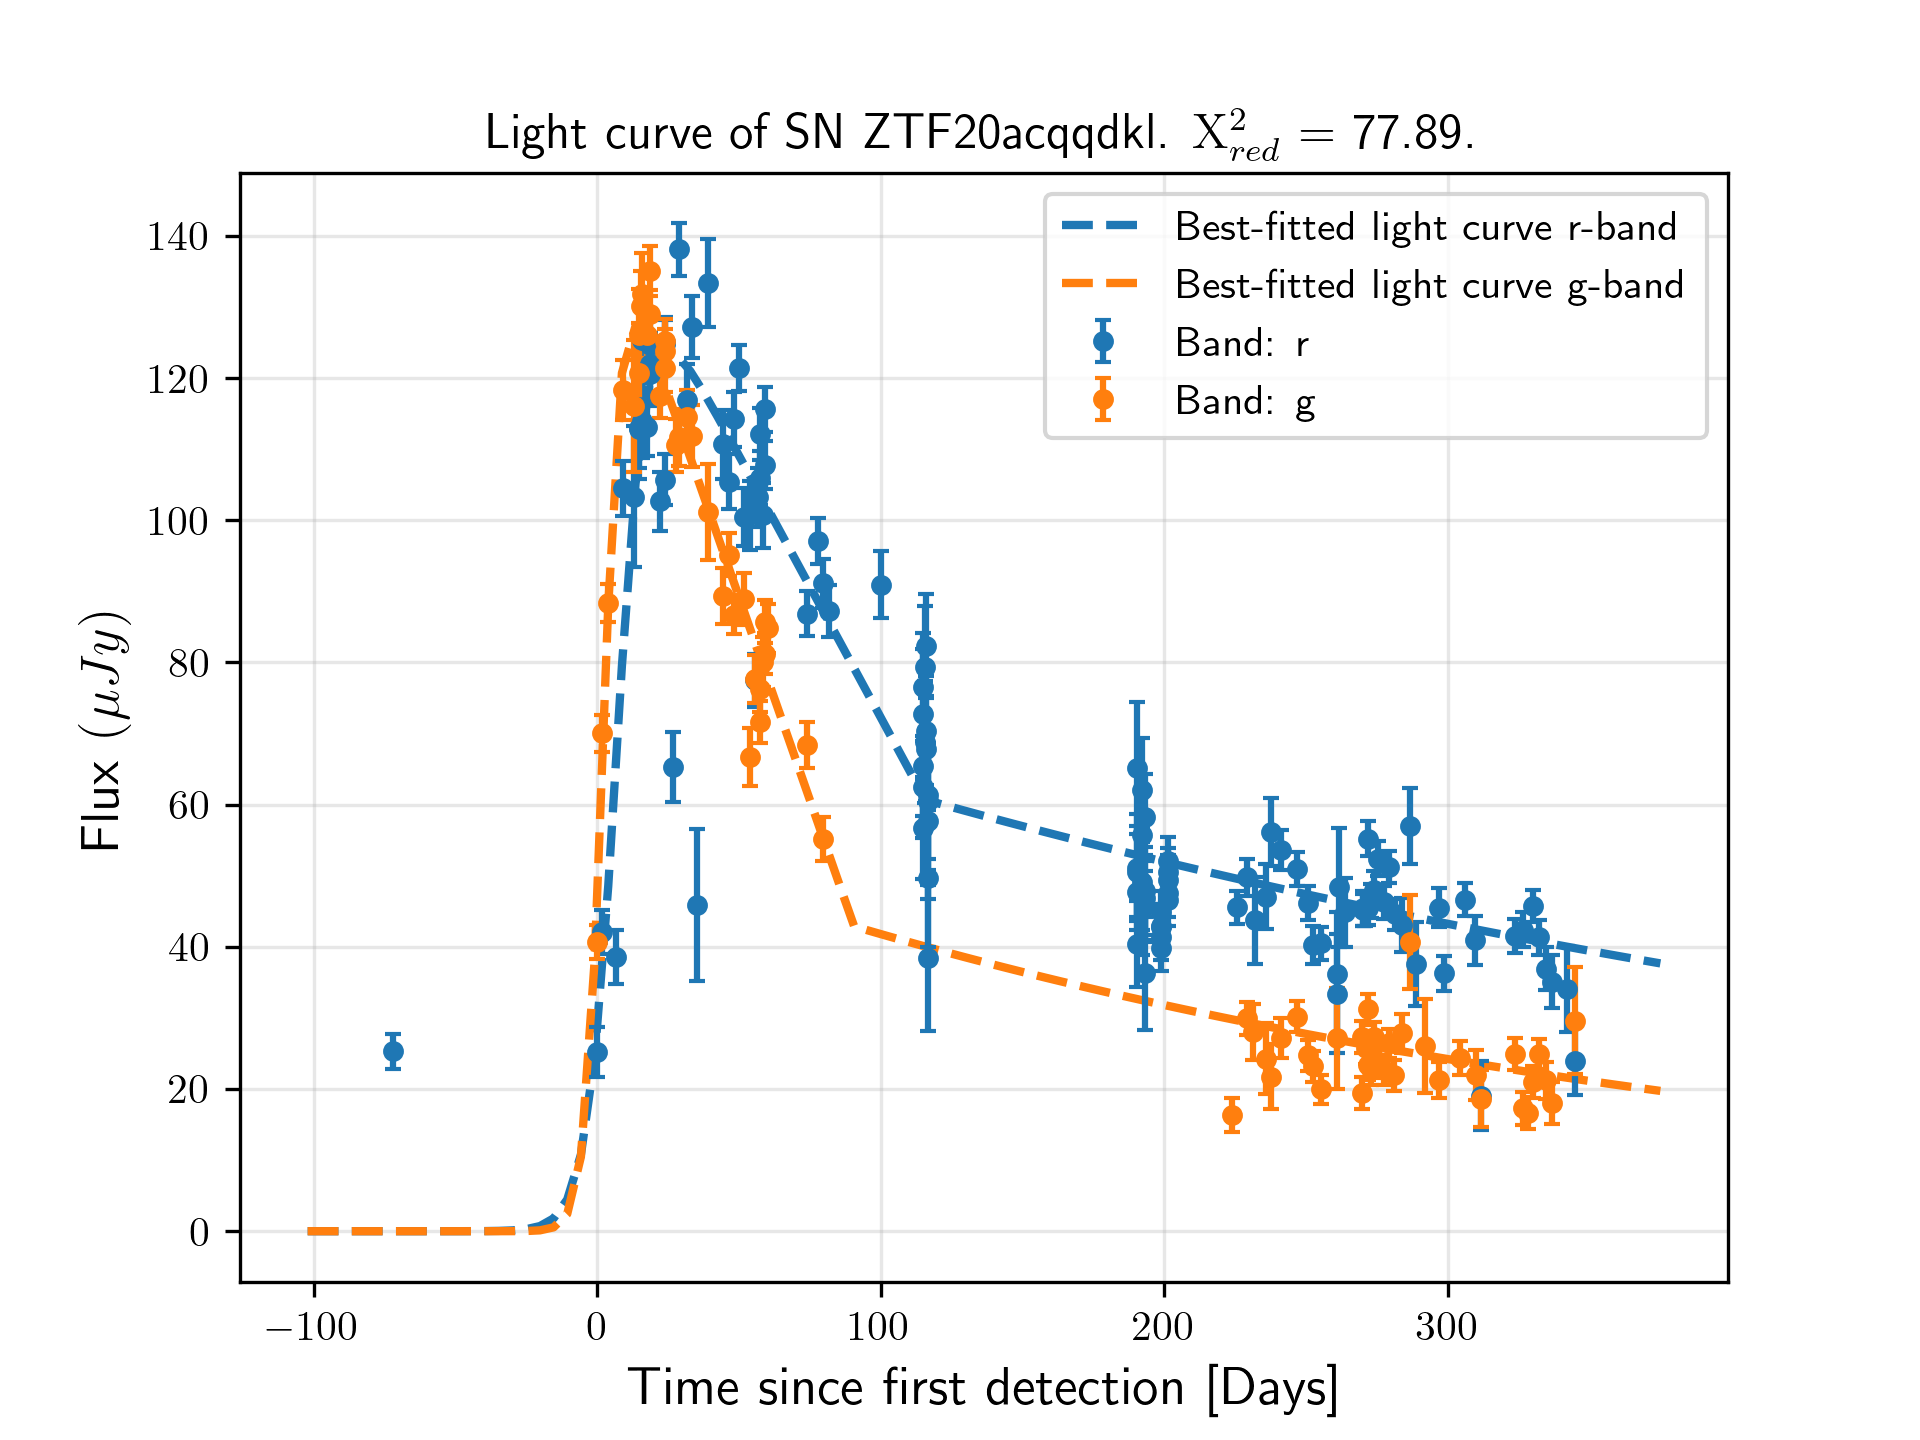 Light curve of SN ZTF20acqqdkl. X²_red = 77.89.
Best-fitted light curve r-band
Best-fitted light curve g-band
Band: r
Band: g
Flux (μJy)
140
120
100
80
60
40
20
0
−100 0 100 200 300
Time since first detection [Days]